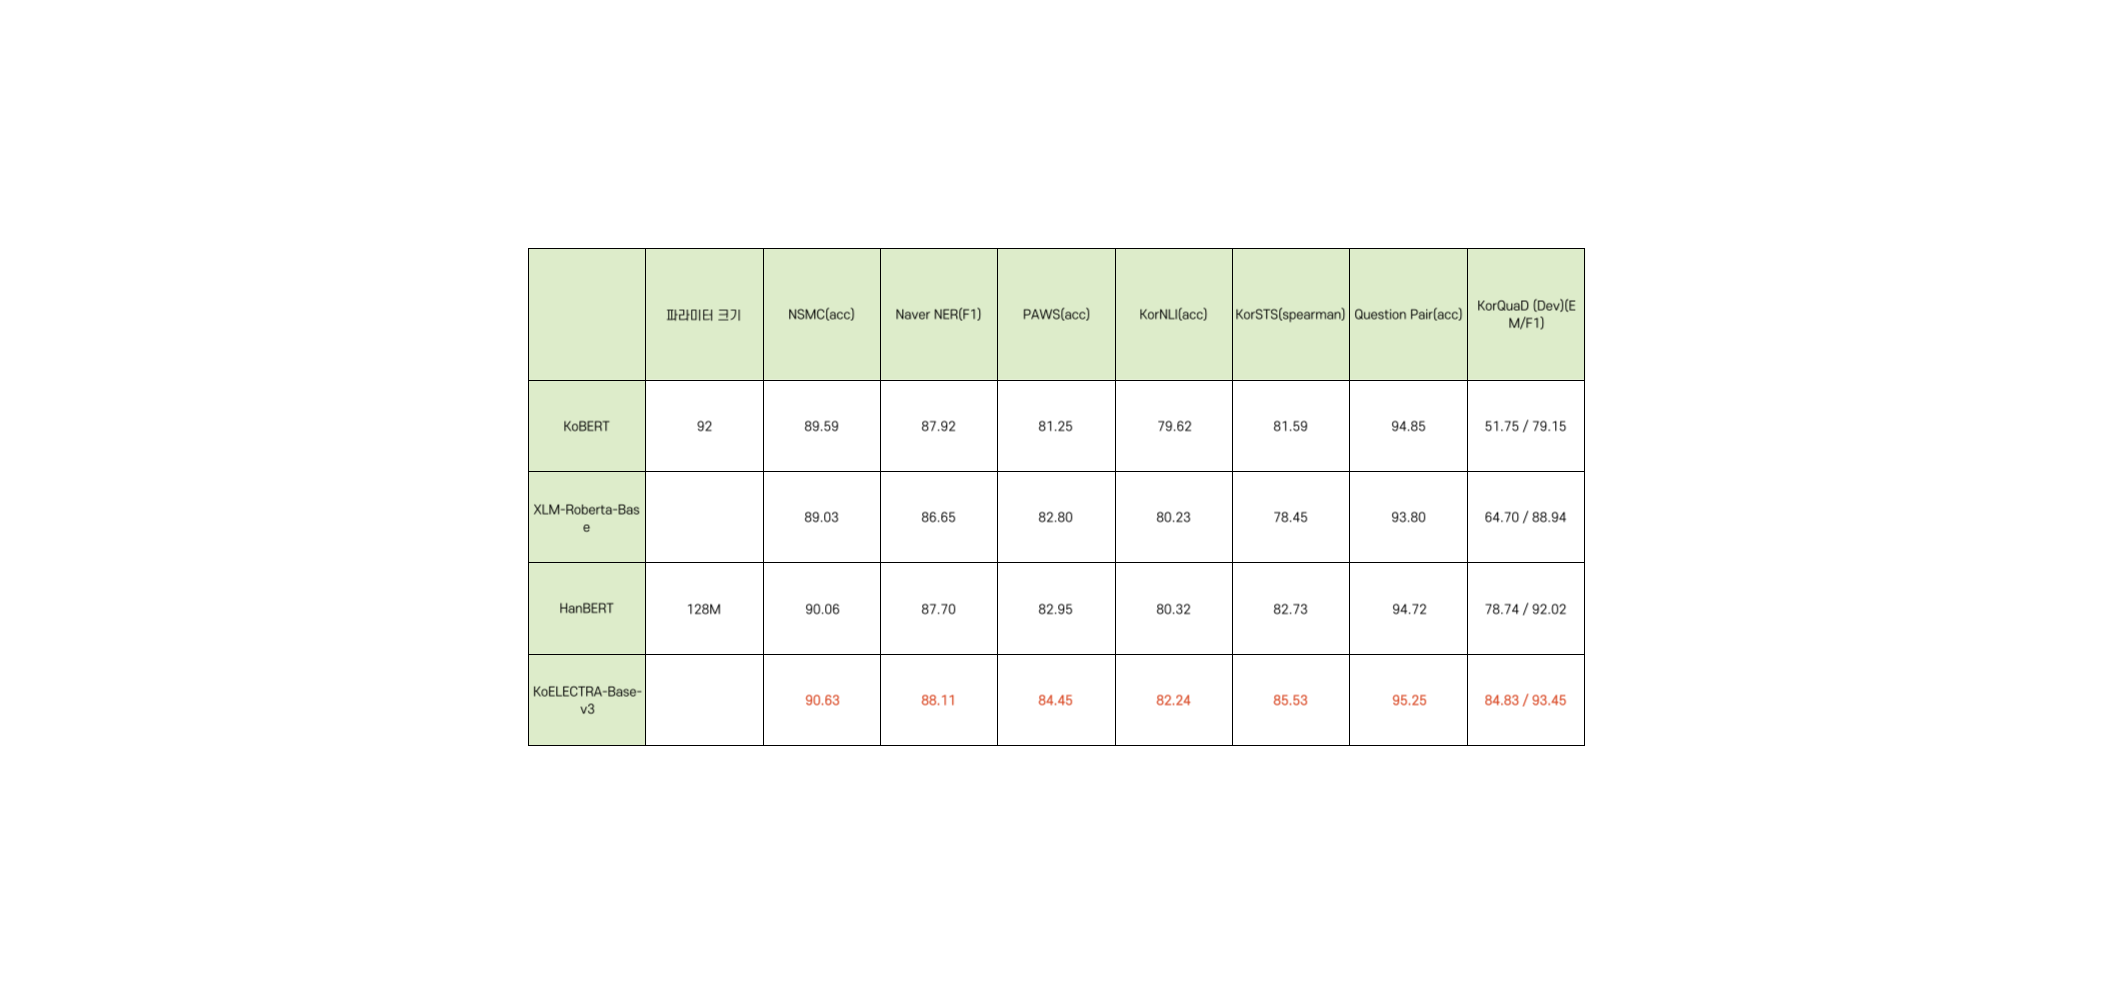 파라미터 크기 NSMC(acc) Naver NER(F1) PAWS(acc) KorNLI(acc) KorSTS(spearman) Question Pair(acc) KorQuaD (Dev)(E
M/F1)
KoBERT 92 89.59 87.92 81.25 79.62 81.59 94.85 51.75 / 79.15
XLM-Roberta-Bas
e
89.03 86.65 82.80 80.23 78.45 93.80 64.70 / 88.94
HanBERT 128M 90.06 87.70 82.95 80.32 82.73 94.72 78.74 / 92.02
KoELECTRA-Base-
v3
90.63 88.11 84.45 82.24 85.53 95.25 84.83 / 93.45